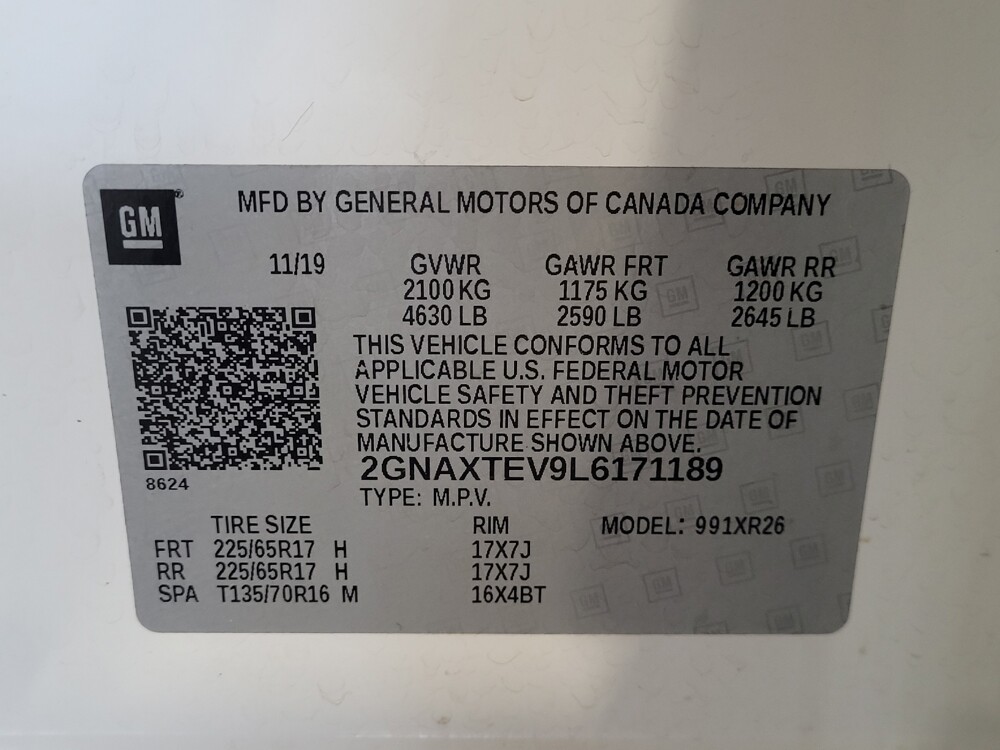 GM
MFD BY GENERAL MOTORS OF CANADA COMPANY
11/19 GVWR GAWR FRT GAWR RR
2100 KG 1175 KG 1200 KG
4630 LB 2590 LB 2645 LB
THIS VEHICLE CONFORMS TO ALL
APPLICABLE U.S. FEDERAL MOTOR
VEHICLE SAFETY AND THEFT PREVENTION
STANDARDS IN EFFECT ON THE DATE OF
MANUFACTURE SHOWN ABOVE.
2GNAXTEV9L6171189
8624
TYPE: M.P.V.
TIRE SIZE RIM MODEL: 991XR26
FRT 225/65R17 H 17X7J
RR 225/65R17 H 17X7J
SPA T135/70R16 M 16X4BT